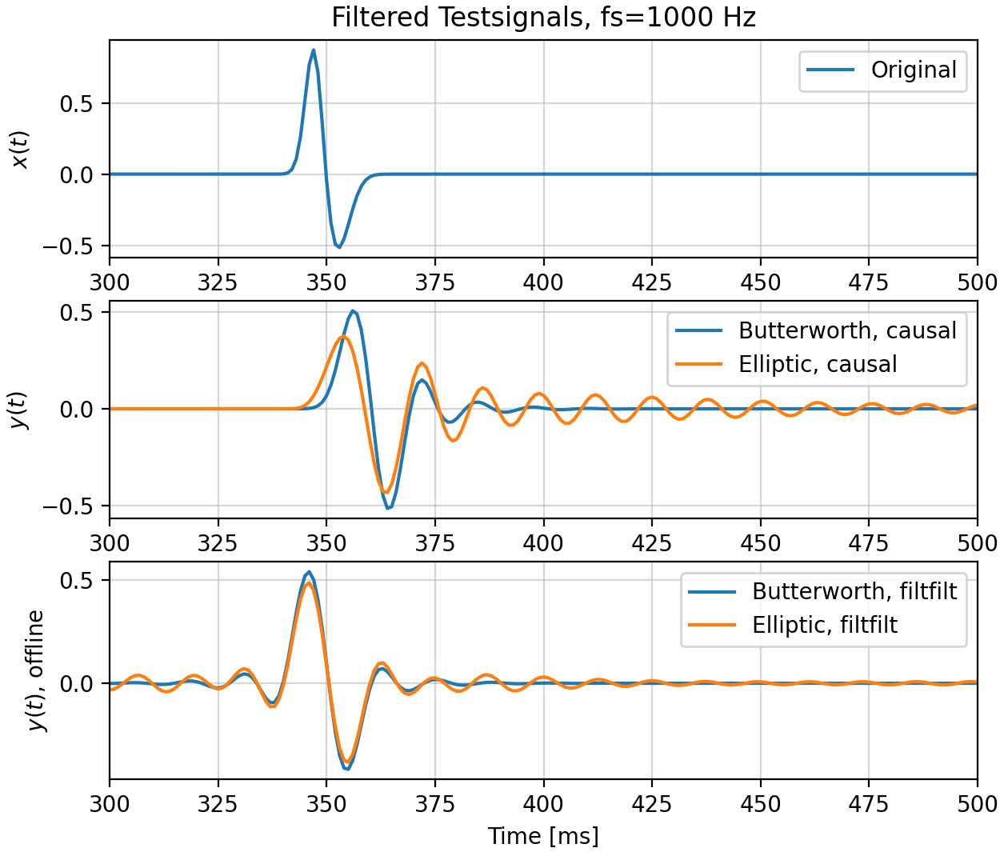 Filtered Testsignals, fs=1000 Hz
Original
x(t)
0.5
0.0
−0.5
300 325 350 375 400 425 450 475 500
Butterworth, causal
Elliptic, causal
y(t)
0.5
0.0
−0.5
300 325 350 375 400 425 450 475 500
Butterworth, filtfilt
Elliptic, filtfilt
y(t), offline
0.5
0.0
300 325 350 375 400 425 450 475 500
Time [ms]